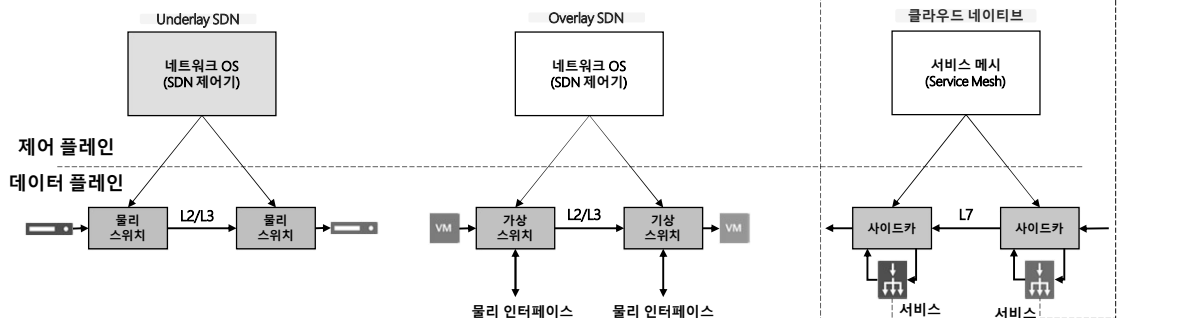 Underlay SDN
네트워크 OS
(SDN 제어기)
Overlay SDN
네트워크 OS
(SDN 제어기)
클라우드 네이티브
서비스 메시
(Service Mesh)
제어 플레인
데이터 플레인
물리
스위치
L2/L3
물리
스위치
VM
가상
스위치
L2/L3
기상
스위치
VM
물리 인터페이스
물리 인터페이스
사이드카
L7
사이드카
서비스
서비스